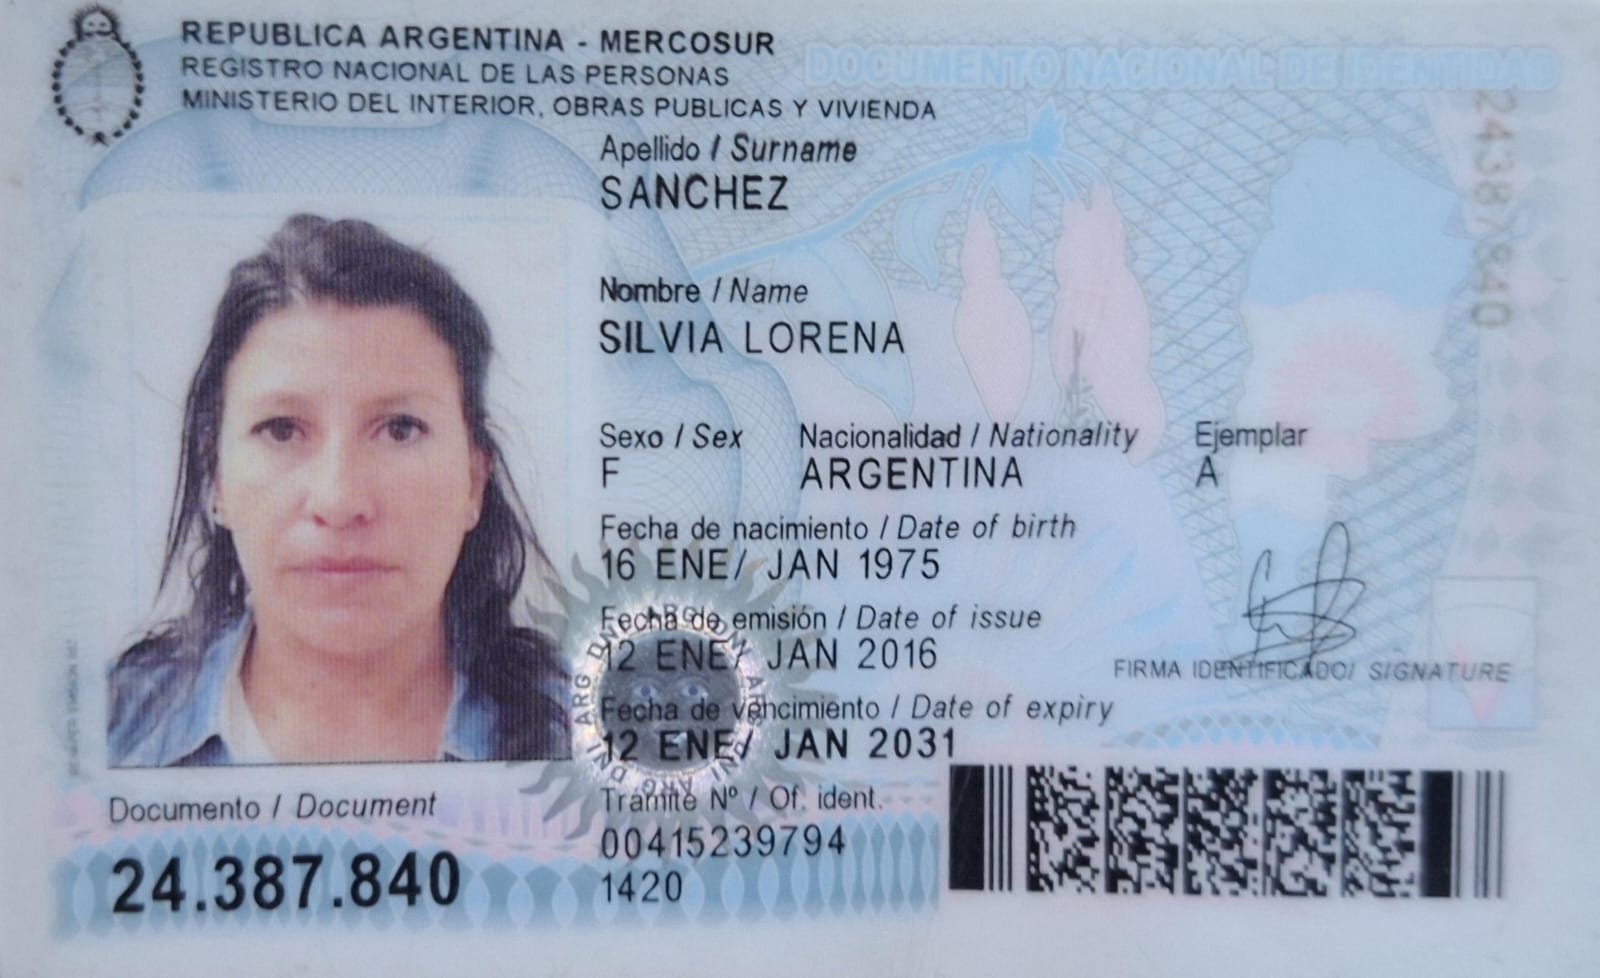 REPUBLICA ARGENTINA - MERCOSUR
REGISTRO NACIONAL DE LAS PERSONAS
MINISTERIO DEL INTERIOR, OBRAS PUBLICAS Y VIVIENDA
DOCUMENTO NACIONAL DE IDENTIDAD
Apellido / Surname
SANCHEZ
Nombre / Name
SILVIA LORENA
Sexo / Sex Nacionalidad / Nationality Ejemplar
F ARGENTINA A
Fecha de nacimiento / Date of birth
16 ENE/ JAN 1975
Fecha de emisión / Date of issue
12 ENE/ JAN 2016
Fecha de vencimiento / Date of expiry
12 ENE/ JAN 2031
FIRMA IDENTIFICADO/ SIGNATURE
Tramite Nº / Of. ident.
00415239794
1420
Documento / Document
24.387.840
24387840